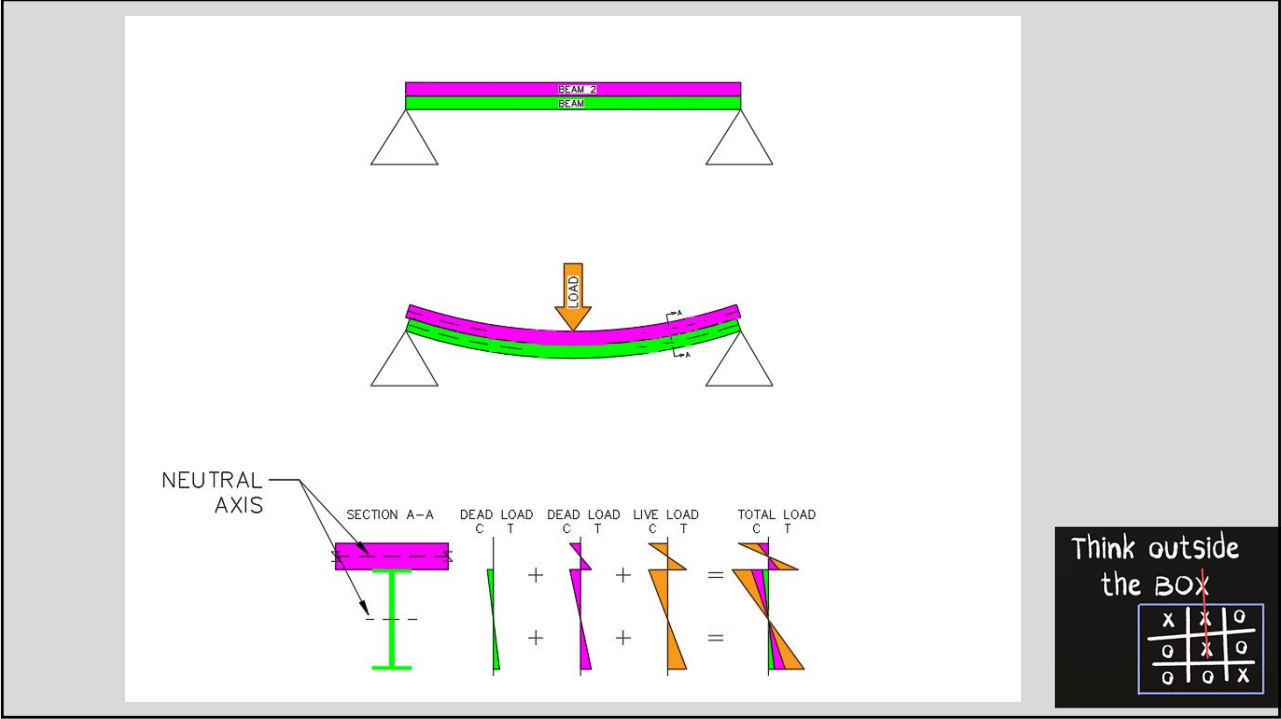 BEAM 2
BEAM
LOAD
A
A
NEUTRAL
AXIS
SECTION A-A
DEAD LOAD
C T
DEAD LOAD
C T
LIVE LOAD
C T
TOTAL LOAD
C T
+ + =
+ + =
Think outside
the BOX
X X O
O X O
O O X